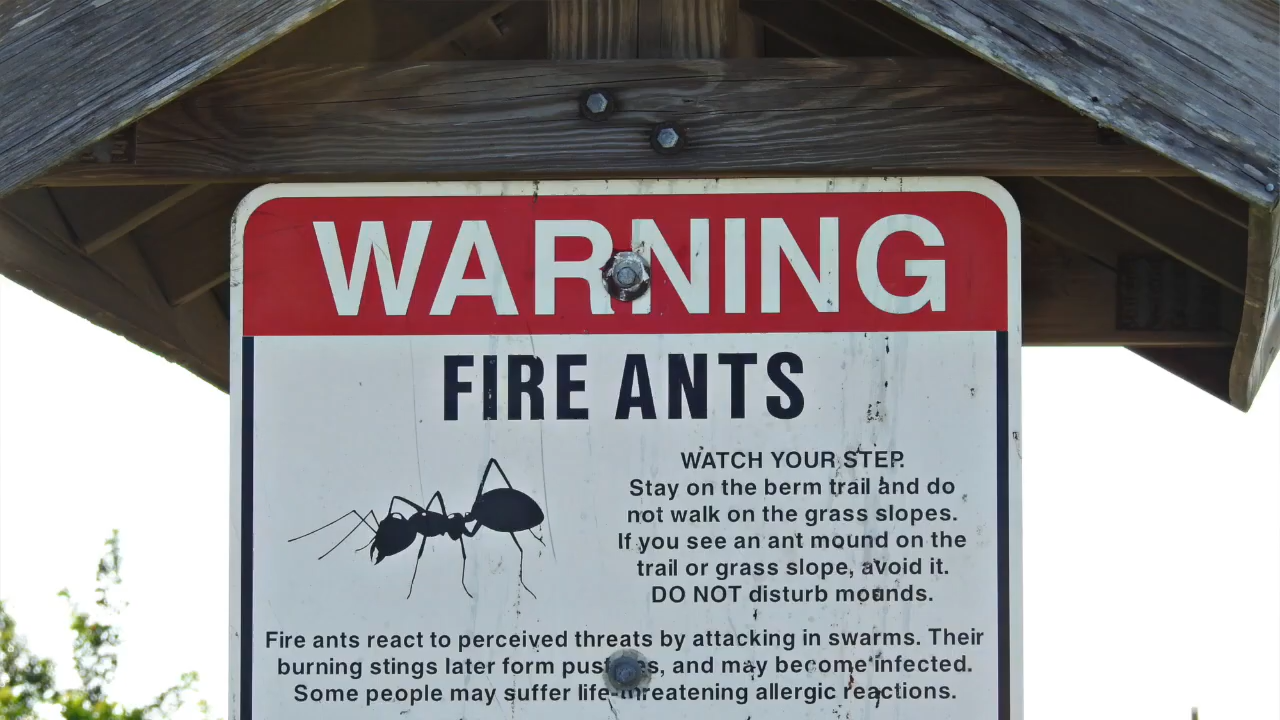 WARNING
FIRE ANTS
WATCH YOUR STEP.
Stay on the berm trail and do
not walk on the grass slopes.
If you see an ant mound on the
trail or grass slope, avoid it.
DO NOT disturb mounds.
Fire ants react to perceived threats by attacking in swarms. Their
burning stings later form pustules, and may become infected.
Some people may suffer life-threatening allergic reactions.